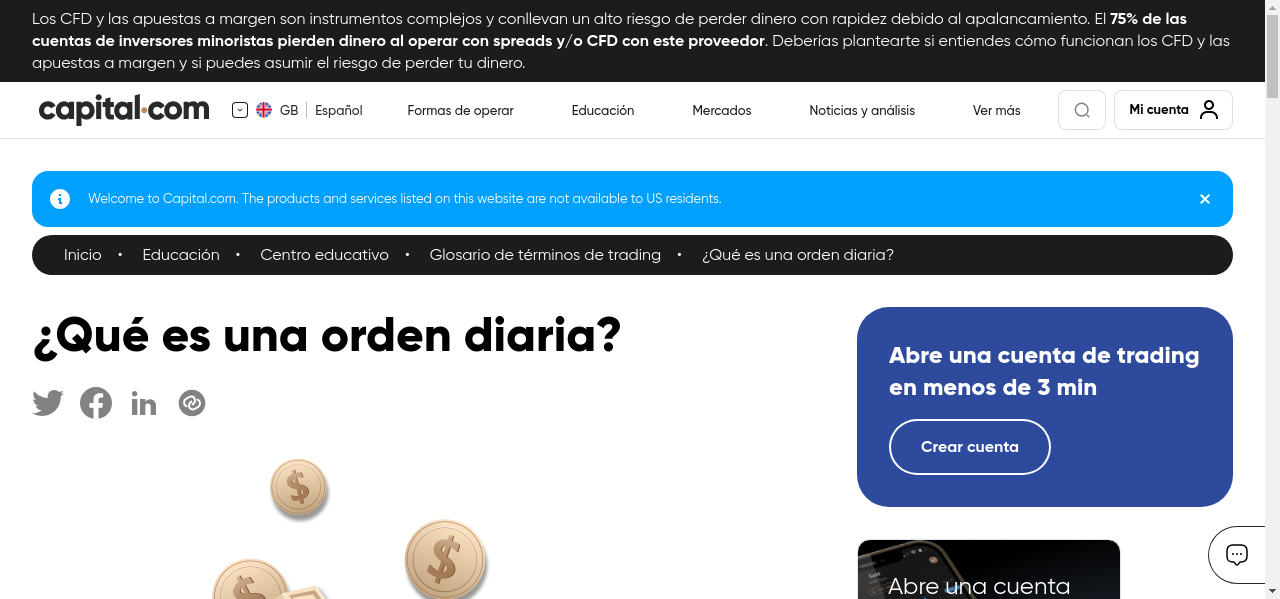 Los CFD y las apuestas a margen son instrumentos complejos y conllevan un alto riesgo de perder dinero con rapidez debido al apalancamiento. El 75% de las
cuentas de inversores minoristas pierden dinero al operar con spreads y/o CFD con este proveedor. Deberías plantearte si entiendes cómo funcionan los CFD y las
apuestas a margen y si puedes asumir el riesgo de perder tu dinero.
capital.com GB Español Formas de operar Educación Mercados Noticias y análisis Ver más Mi cuenta
Welcome to Capital.com. The products and services listed on this website are not available to US residents.
Inicio • Educación • Centro educativo • Glosario de términos de trading • ¿Qué es una orden diaria?
¿Qué es una orden diaria?
Abre una cuenta de trading
en menos de 3 min
Crear cuenta
Abre una cuenta